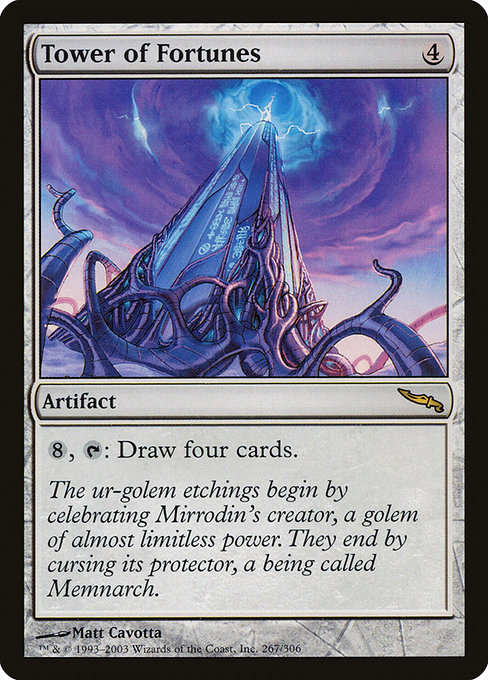 Tower of Fortunes 4
Artifact
8, T: Draw four cards.
The ur-golem etchings begin by
celebrating Mirrodin's creator, a golem
of almost limitless power. They end by
cursing its protector, a being called
Memnarch.
Matt Cavotta
™ & © 1993–2003 Wizards of the Coast, Inc. 267/306